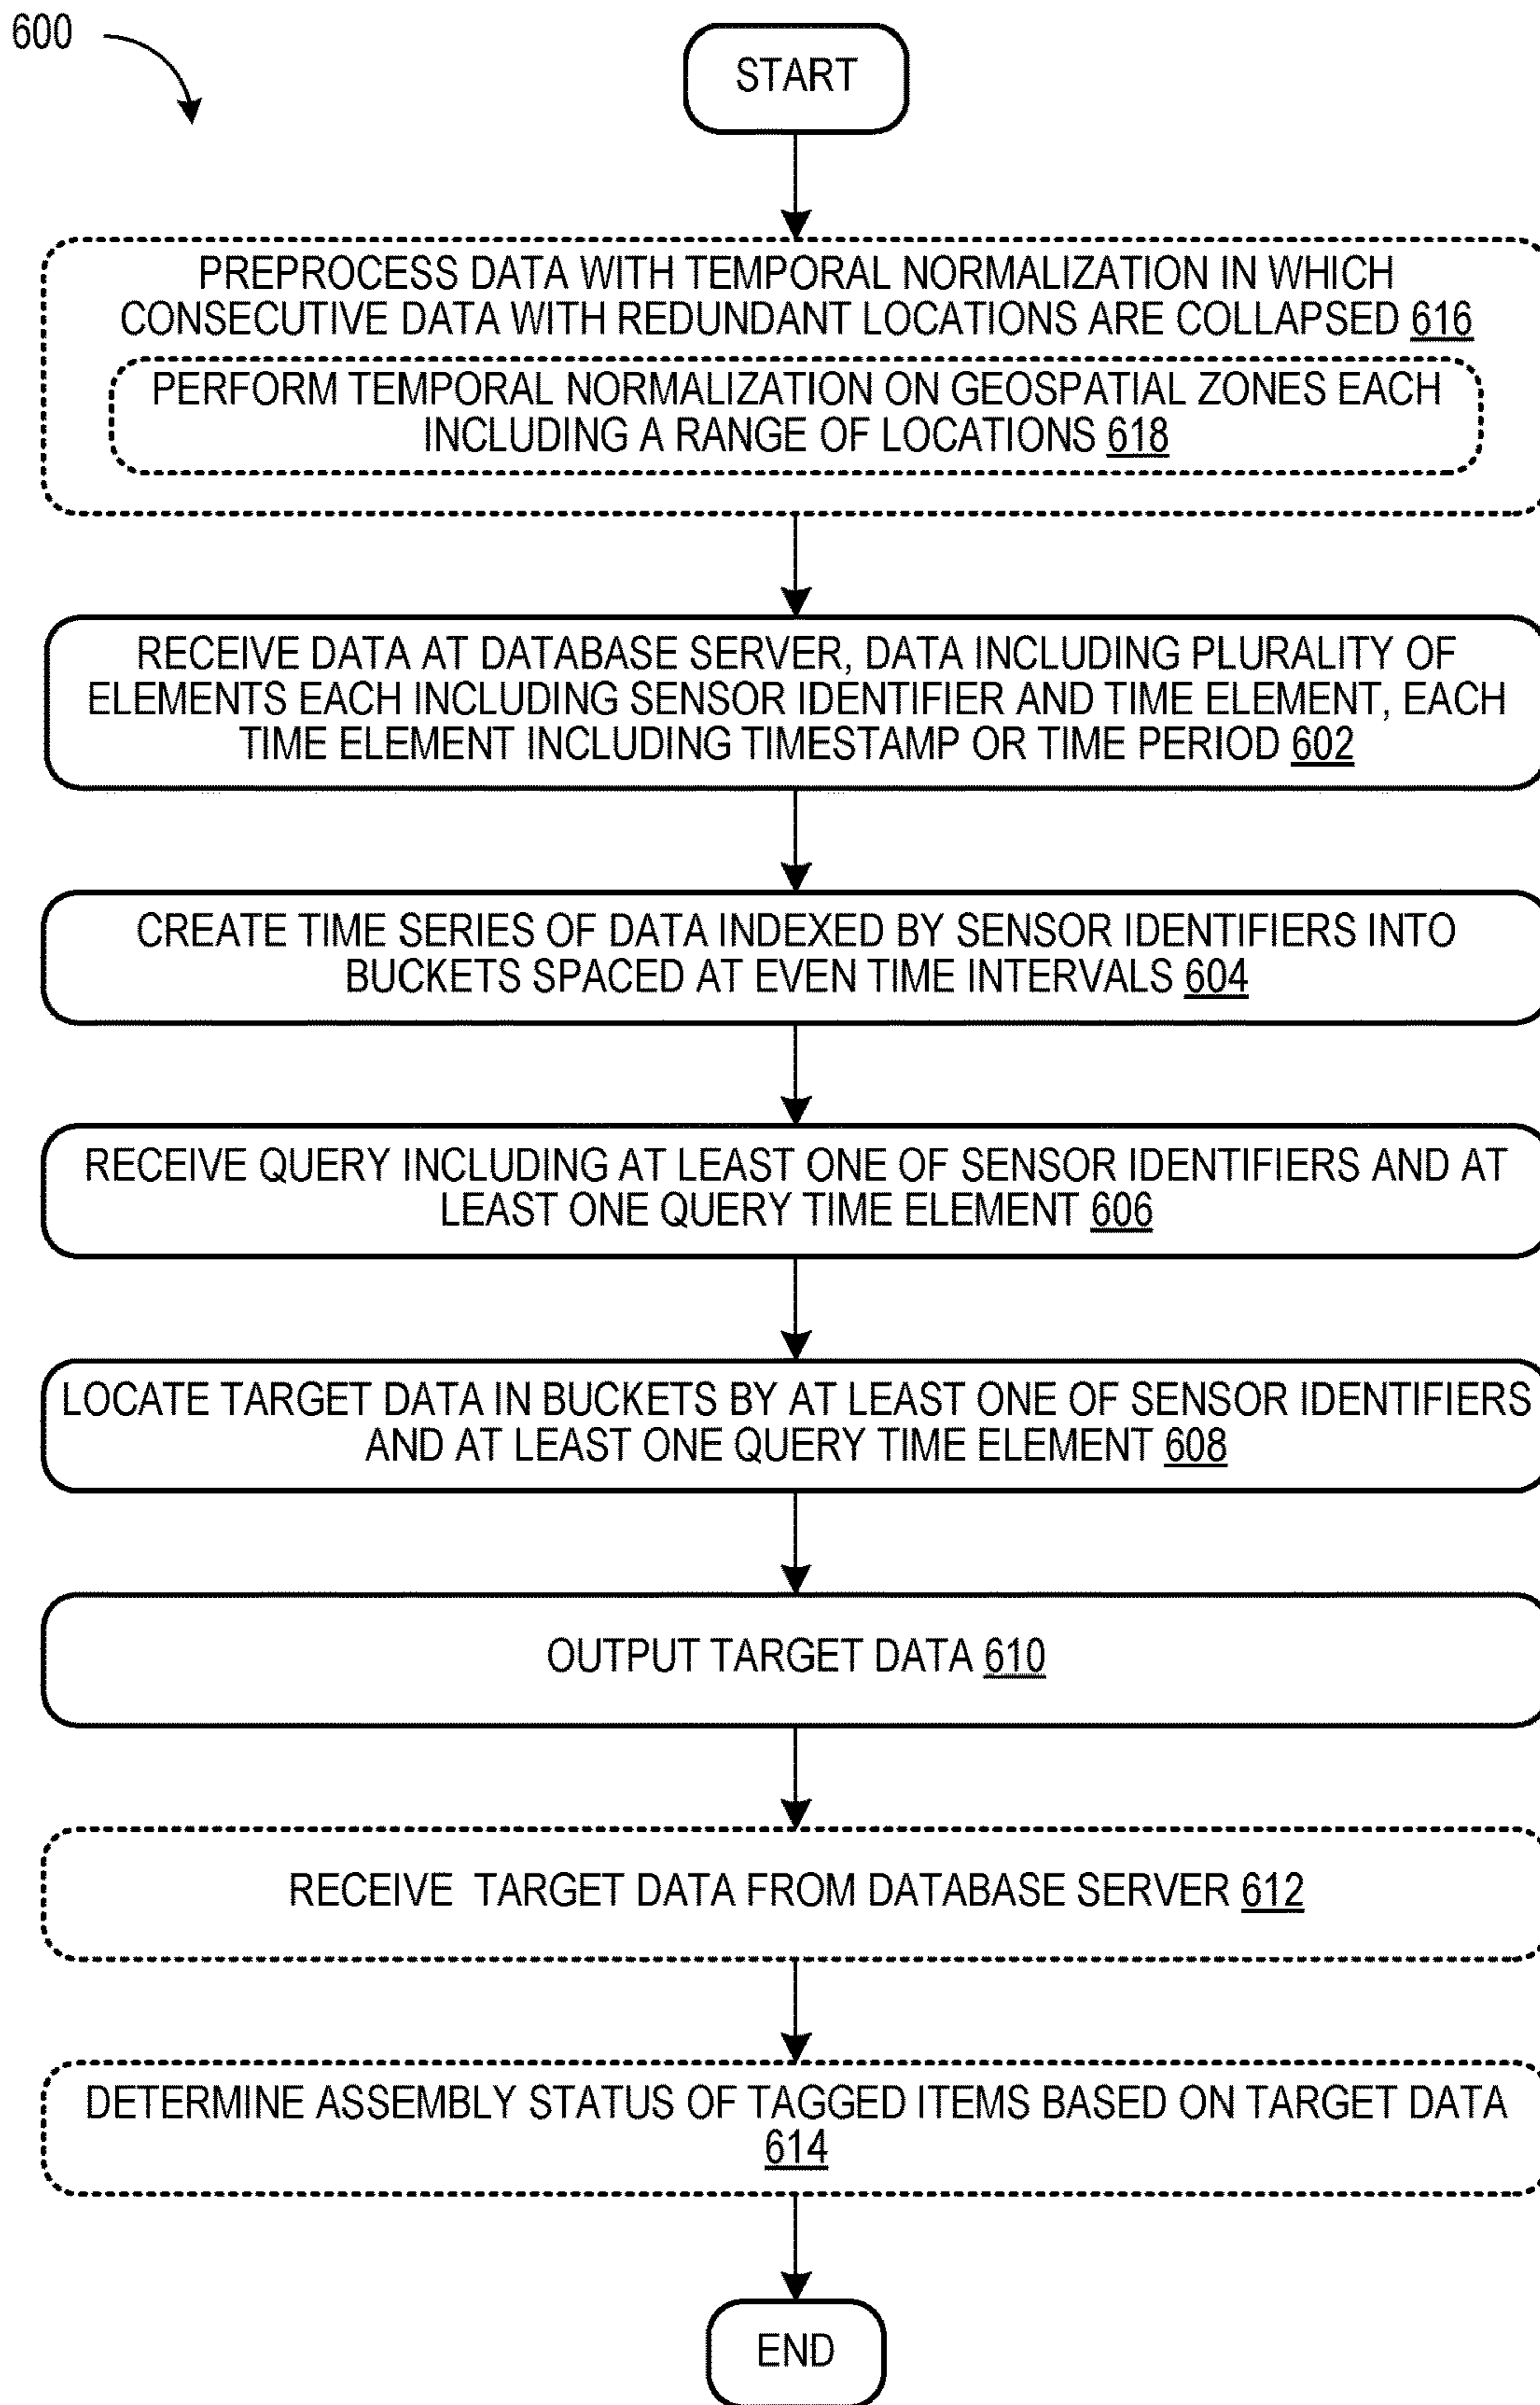 600
START
PREPROCESS DATA WITH TEMPORAL NORMALIZATION IN WHICH
CONSECUTIVE DATA WITH REDUNDANT LOCATIONS ARE COLLAPSED 616
PERFORM TEMPORAL NORMALIZATION ON GEOSPATIAL ZONES EACH
INCLUDING A RANGE OF LOCATIONS 618
RECEIVE DATA AT DATABASE SERVER, DATA INCLUDING PLURALITY OF
ELEMENTS EACH INCLUDING SENSOR IDENTIFIER AND TIME ELEMENT, EACH
TIME ELEMENT INCLUDING TIMESTAMP OR TIME PERIOD 602
CREATE TIME SERIES OF DATA INDEXED BY SENSOR IDENTIFIERS INTO
BUCKETS SPACED AT EVEN TIME INTERVALS 604
RECEIVE QUERY INCLUDING AT LEAST ONE OF SENSOR IDENTIFIERS AND AT
LEAST ONE QUERY TIME ELEMENT 606
LOCATE TARGET DATA IN BUCKETS BY AT LEAST ONE OF SENSOR IDENTIFIERS
AND AT LEAST ONE QUERY TIME ELEMENT 608
OUTPUT TARGET DATA 610
RECEIVE TARGET DATA FROM DATABASE SERVER 612
DETERMINE ASSEMBLY STATUS OF TAGGED ITEMS BASED ON TARGET DATA
614
END